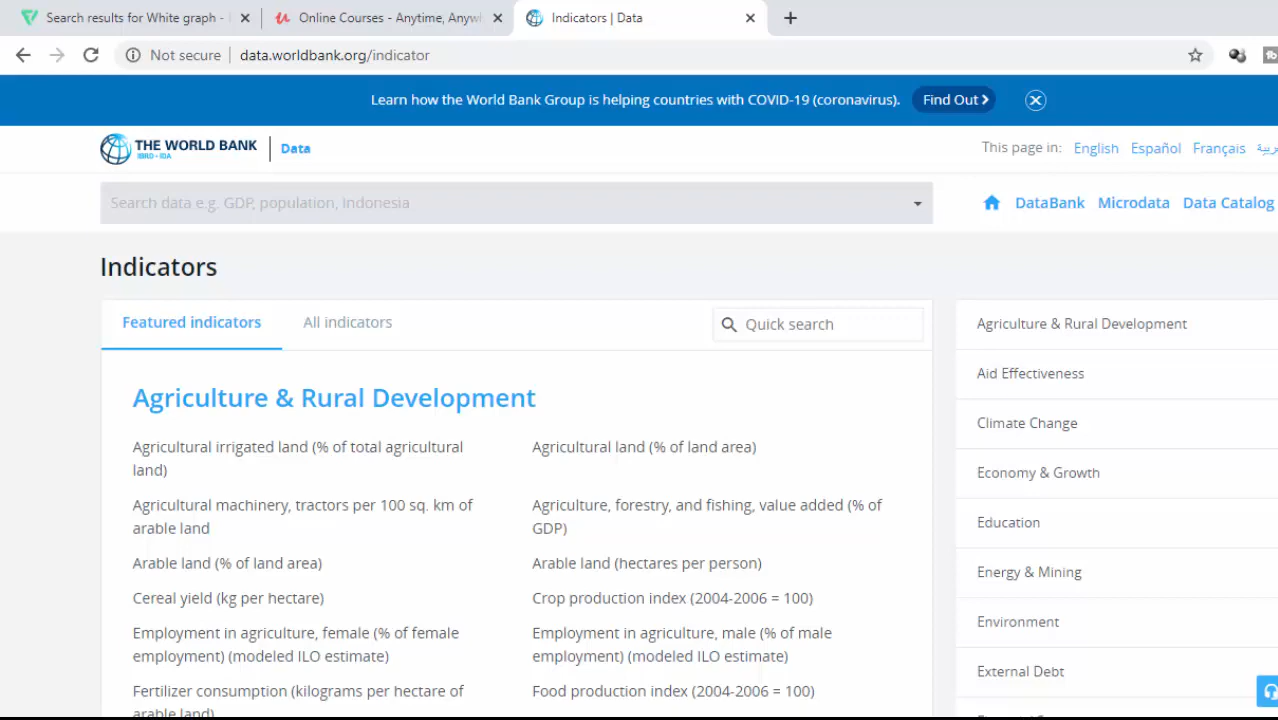 Search results for White graph -
Online Courses - Anytime, Anyw
Indicators | Data
Not secure
data.worldbank.org/indicator
Learn how the World Bank Group is helping countries with COVID-19 (coronavirus).
Find Out
THE WORLD BANK
IBRD • IDA
Data
This page in: English Español Français
Search data e.g. GDP, population, Indonesia
DataBank Microdata Data Catalog
Indicators
Featured indicators
All indicators
Quick search
Agriculture & Rural Development
Agricultural irrigated land (% of total agricultural
land)
Agricultural land (% of land area)
Agricultural machinery, tractors per 100 sq. km of
arable land
Agriculture, forestry, and fishing, value added (% of
GDP)
Arable land (% of land area)
Arable land (hectares per person)
Cereal yield (kg per hectare)
Crop production index (2004-2006 = 100)
Employment in agriculture, female (% of female
employment) (modeled ILO estimate)
Employment in agriculture, male (% of male
employment) (modeled ILO estimate)
Fertilizer consumption (kilograms per hectare of
arable land)
Food production index (2004-2006 = 100)
Agriculture & Rural Development
Aid Effectiveness
Climate Change
Economy & Growth
Education
Energy & Mining
Environment
External Debt